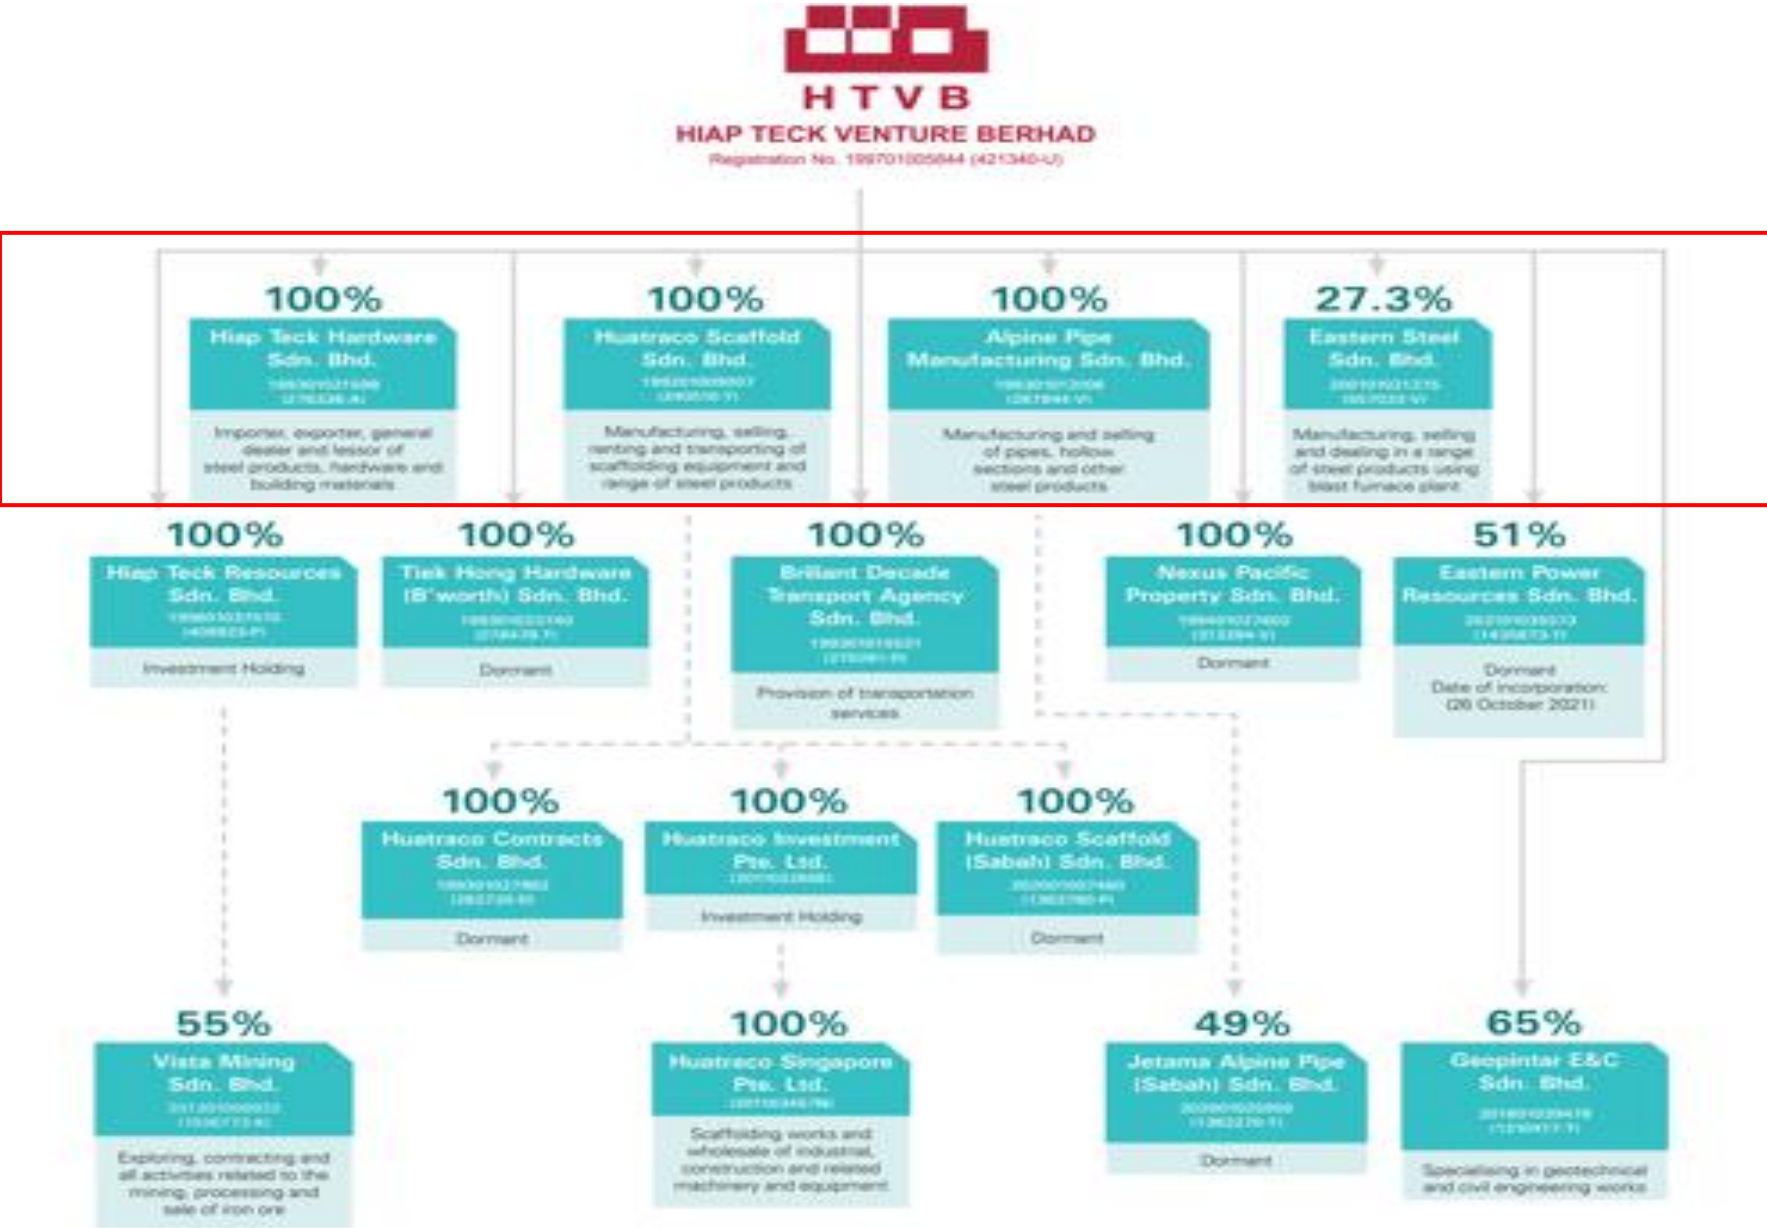 HTVB
HIAP TECK VENTURE BERHAD
Registration No. 199701005844 (421340-U)
100%
Hiap Teck Hardware
Sdn. Bhd.
Importer, exporter, general
dealer and lessor of
steel products, hardware and
building materials
100%
Huatraco Scaffold
Sdn. Bhd.
Manufacturing, selling,
renting and transporting of
scaffolding equipment and
range of steel products
100%
Alpine Pipe
Manufacturing Sdn. Bhd.
Manufacturing and selling
of pipes, hollow
sections and other
steel products
27.3%
Eastern Steel
Sdn. Bhd.
Manufacturing, selling
and dealing in a range
of steel products using
blast furnace plant
100%
Hiap Teck Resources
Sdn. Bhd.
Investment Holding
100%
Tiek Hong Hardware
(B'worth) Sdn. Bhd.
Dormant
100%
Brilliant Decade
Transport Agency
Sdn. Bhd.
Provision of transportation
services
100%
Nexus Pacific
Property Sdn. Bhd.
Dormant
51%
Eastern Power
Resources Sdn. Bhd.
Dormant
Date of incorporation:
(26 October 2021)
100%
Huatraco Contracts
Sdn. Bhd.
Dormant
100%
Huatraco Investment
Pte. Ltd.
Investment Holding
100%
Huatraco Scaffold
(Sabah) Sdn. Bhd.
Dormant
55%
Vista Mining
Sdn. Bhd.
Exploring, contracting and
all activities related to the
mining, processing and
sale of iron ore
100%
Huatraco Singapore
Pte. Ltd.
Scaffolding works and
wholesale of industrial,
construction and related
machinery and equipment
49%
Jetama Alpine Pipe
(Sabah) Sdn. Bhd.
Dormant
65%
Geopintar E&C
Sdn. Bhd.
Specialising in geotechnical
and civil engineering works